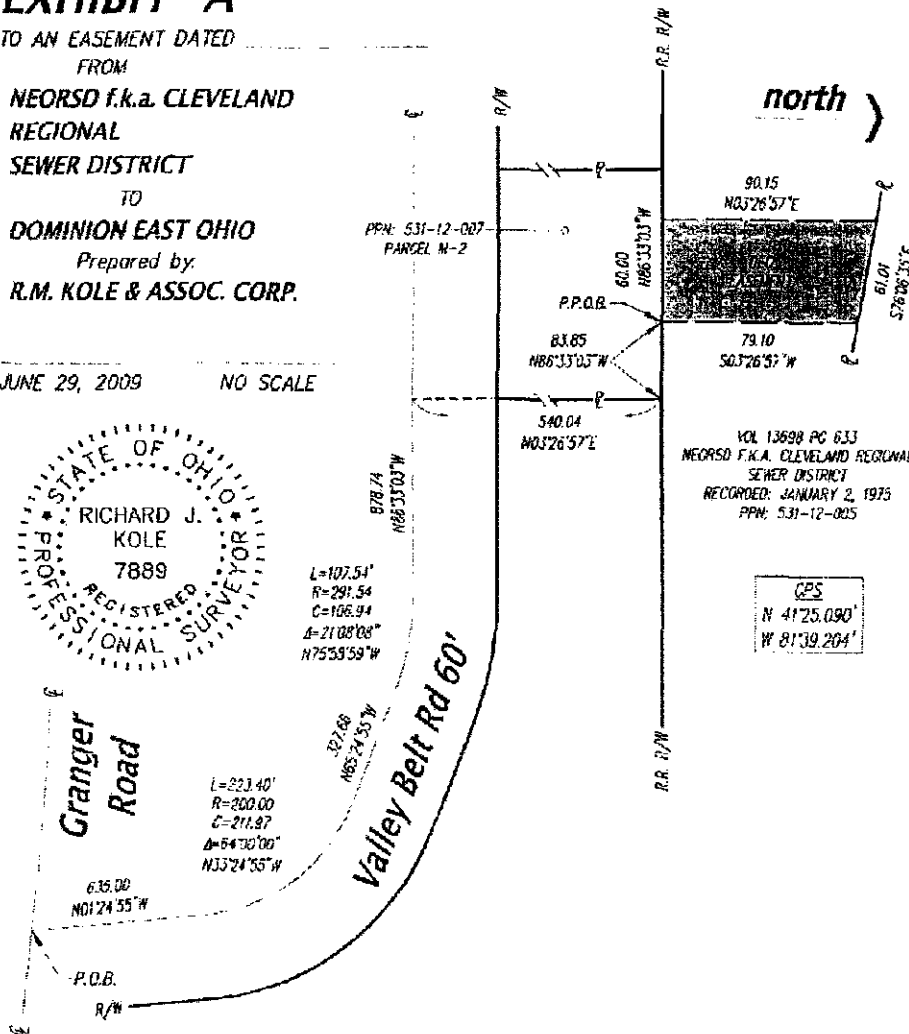 EXHIBIT "A"
TO AN EASEMENT DATED
FROM
NEORSD f.k.a. CLEVELAND
REGIONAL
SEWER DISTRICT
TO
DOMINION EAST OHIO
Prepared by:
R.M. KOLE & ASSOC. CORP.
JUNE 29, 2009 NO SCALE
STATE OF OHIO
RICHARD J.
KOLE
7889
REGISTERED
PROFESSIONAL SURVEYOR
R/W
R.R. R/W
north
90.15
N03°26'57"E
PPN: 531-12-007
PARCEL M-2
60.00
N86°33'03"W
61.01
S76°06'35"E
P.P.O.B.
83.85
N86°33'03"W
79.10
S03°26'57"W
540.04
N03°26'57"E
VOL 13698 PG 633
NEORSD F.K.A. CLEVELAND REGIONAL
SEWER DISTRICT
RECORDED: JANUARY 2, 1975
PPN: 531-12-005
878.74
N86°33'03"W
L=107.54'
R=291.54
C=106.94
Δ=21°08'08"
N75°58'59"W
GPS
N 41°25.090'
W 81°39.204'
327.68
N65°24'55"W
Valley Belt Rd 60'
R.R. R/W
Granger
Road
L=223.40'
R=200.00
C=211.97
Δ=64°00'00"
N33°24'55"W
635.00
N01°24'55"W
P.O.B.
R/W